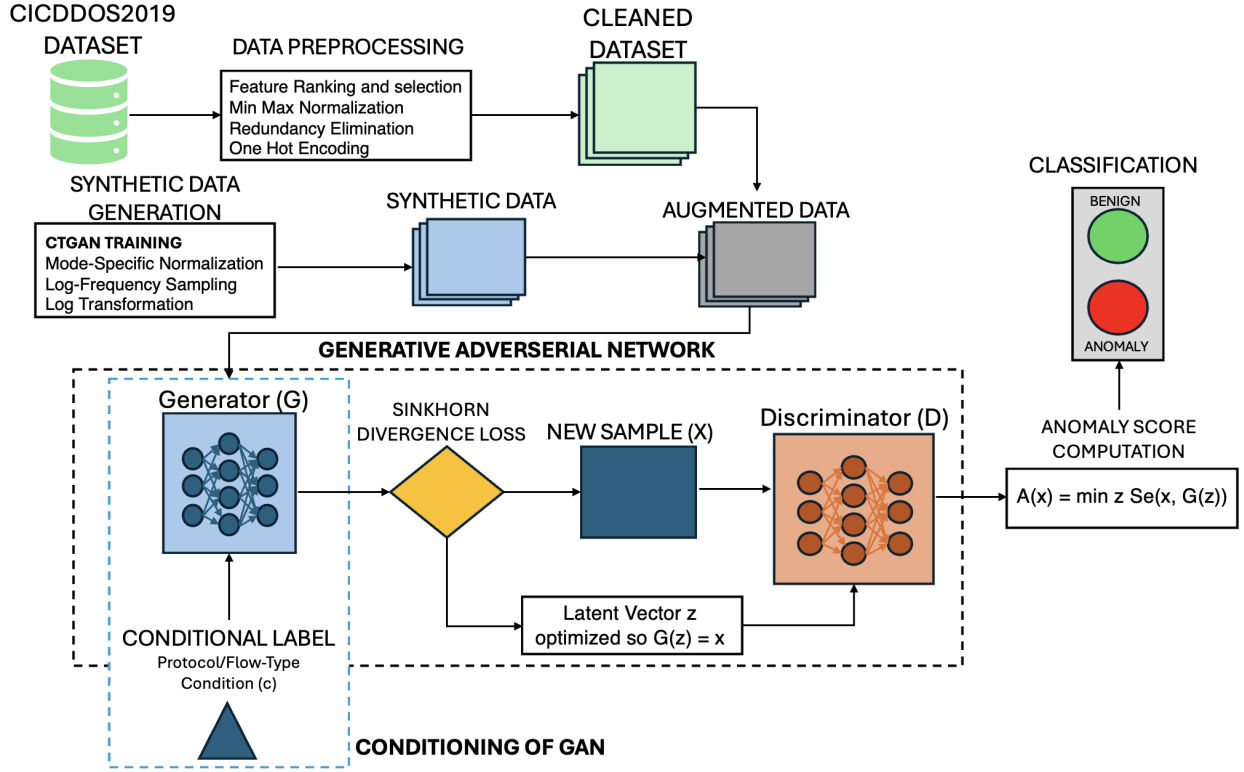 CICDDOS2019
DATASET
DATA PREPROCESSING
Feature Ranking and selection
Min Max Normalization
Redundancy Elimination
One Hot Encoding
CLEANED
DATASET
SYNTHETIC DATA
GENERATION
CTGAN TRAINING
Mode-Specific Normalization
Log-Frequency Sampling
Log Transformation
SYNTHETIC DATA
AUGMENTED DATA
CLASSIFICATION
BENIGN
ANOMALY
GENERATIVE ADVERSERIAL NETWORK
Generator (G)
SINKHORN
DIVERGENCE LOSS
NEW SAMPLE (X)
Discriminator (D)
ANOMALY SCORE
COMPUTATION
A(x) = min z Se(x, G(z))
Latent Vector z
optimized so G(z) = x
CONDITIONAL LABEL
Protocol/Flow-Type
Condition (c)
CONDITIONING OF GAN